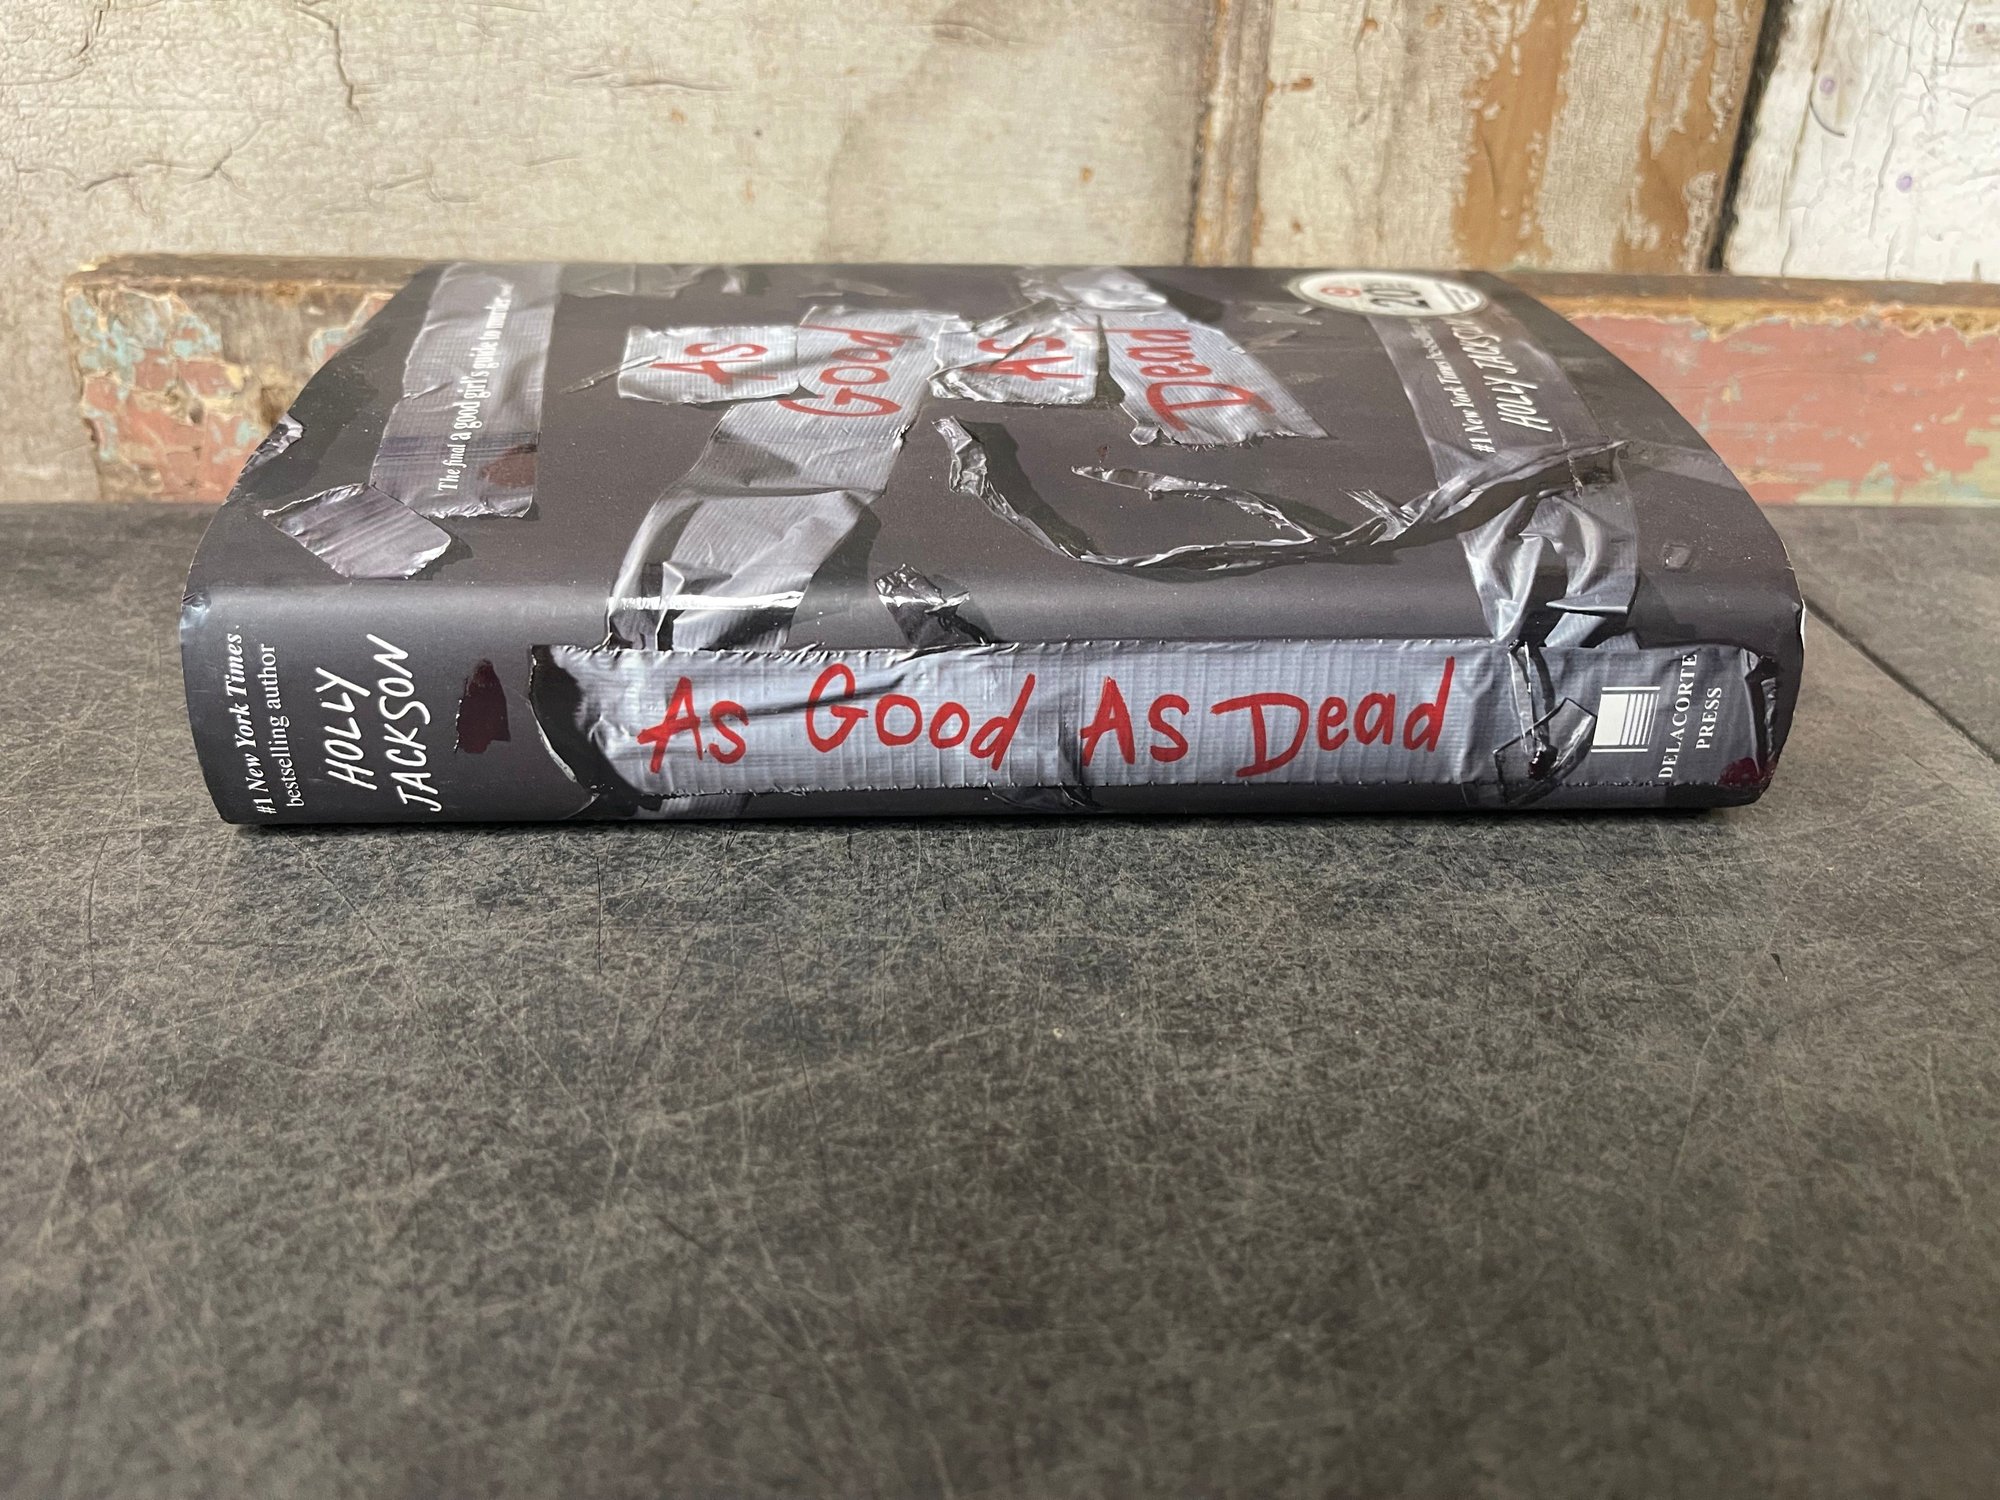 The final a good girl's guide to murder
As
Good
As
Dead
20%
#1 New York Times
HOLLY JACKSON
#1 New York Times
bestselling author
HOLLY
JACKSON
As Good As Dead
DELACORTE
PRESS